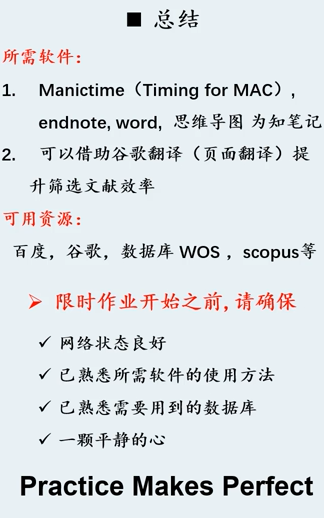 ■ 总结
所需软件：
1. Manictime（Timing for MAC），
endnote, word, 思维导图 为知笔记
2. 可以借助谷歌翻译（页面翻译）提
升筛选文献效率
可用资源：
百度，谷歌，数据库 WOS ，scopus等
➢ 限时作业开始之前，请确保
✓ 网络状态良好
✓ 已熟悉所需软件的使用方法
✓ 已熟悉需要用到的数据库
✓ 一颗平静的心
Practice Makes Perfect